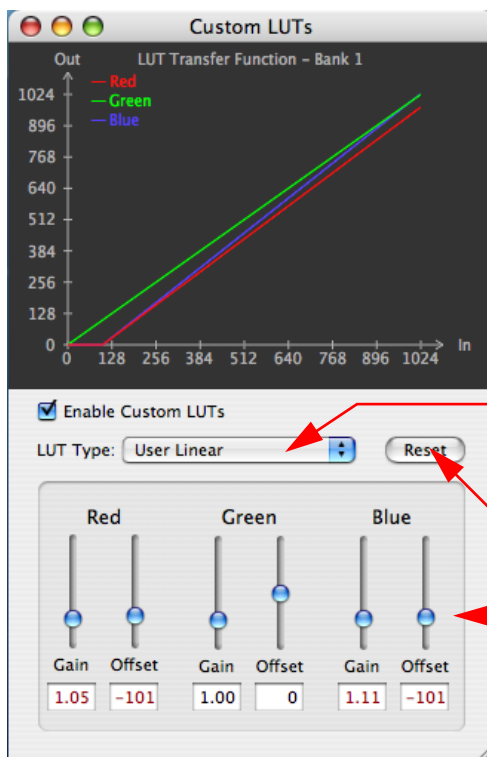 Custom LUTs
Out LUT Transfer Function – Bank 1
Red
Green
Blue
1024
896
768
640
512
384
256
128
0
0 128 256 384 512 640 768 896 1024 In
Enable Custom LUTs
LUT Type: User Linear Reset
Red Green Blue
Gain Offset Gain Offset Gain Offset
1.05 -101 1.00 0 1.11 -101